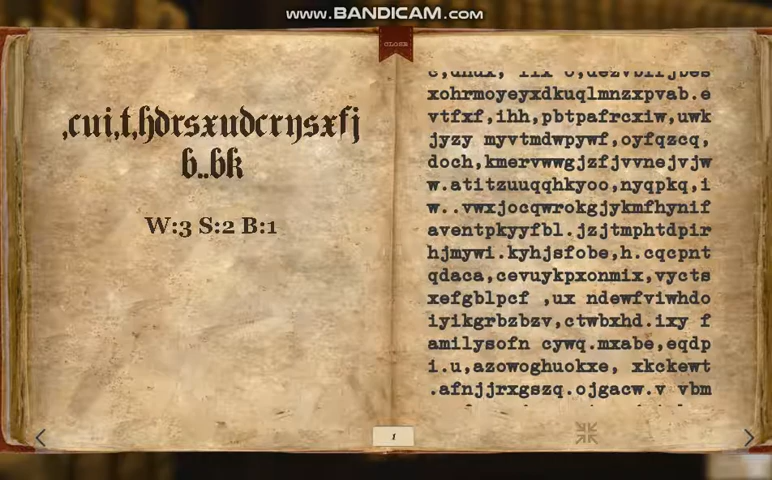 www.BANDICAM.com
CLOSE
,cui,t,hdrsxudcrysxfj
b..bk
W:3 S:2 B:1
xohrmoyeyxdkuqlmnzxpvab.e
vtfxf,ihh,pbtpafrcxiw,uwk
jyzy myvtmdwpywf,oyfqzcq,
doch,kmervwwgjzfjvvnejvjw
w.atitzuuqqhkyoo,nyqpkq,i
w..vwxjocqwrokgjykmfhynif
aventpkyyfbl.jzjtmphtdpir
hjmywi.kyhjsfobe,h.cqcpnt
qdaca,cevuykpxonmix,vycts
xefgblpcf ,ux ndewfviwhdo
iyikgrbzbzv,ctwbxhd.ixy f
amilysofn cywq.mxabe,eqdp
i.u,azowoghuokxe, xkckewt
.afnjjrxgszq.ojgacw.v vbm
1